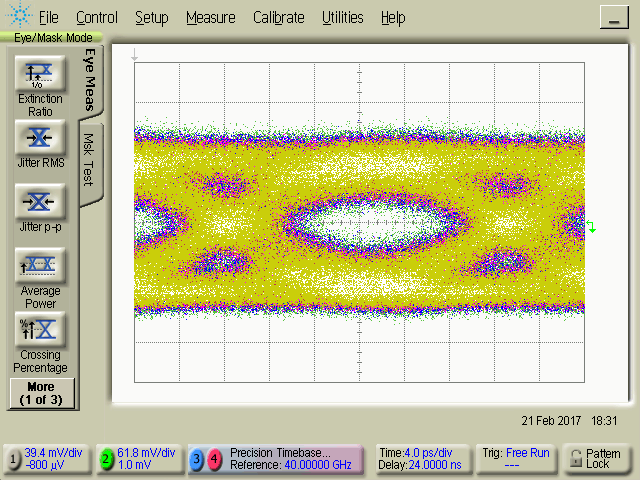 File Control Setup Measure Calibrate Utilities Help
Eye/Mask Mode
Eye Meas
Msk Test
1/0
Extinction
Ratio
Jitter RMS
Jitter p-p
Average
Power
%
Crossing
Percentage
More
(1 of 3)
21 Feb 2017 18:31
1 39.4 mV/div
-800 µV
2 61.8 mV/div
1.0 mV
3 4 Precision Timebase...
Reference: 40.00000 GHz
Time:4.0 ps/div
Delay:24.0000 ns
Trig: Free Run
---
Pattern
Lock